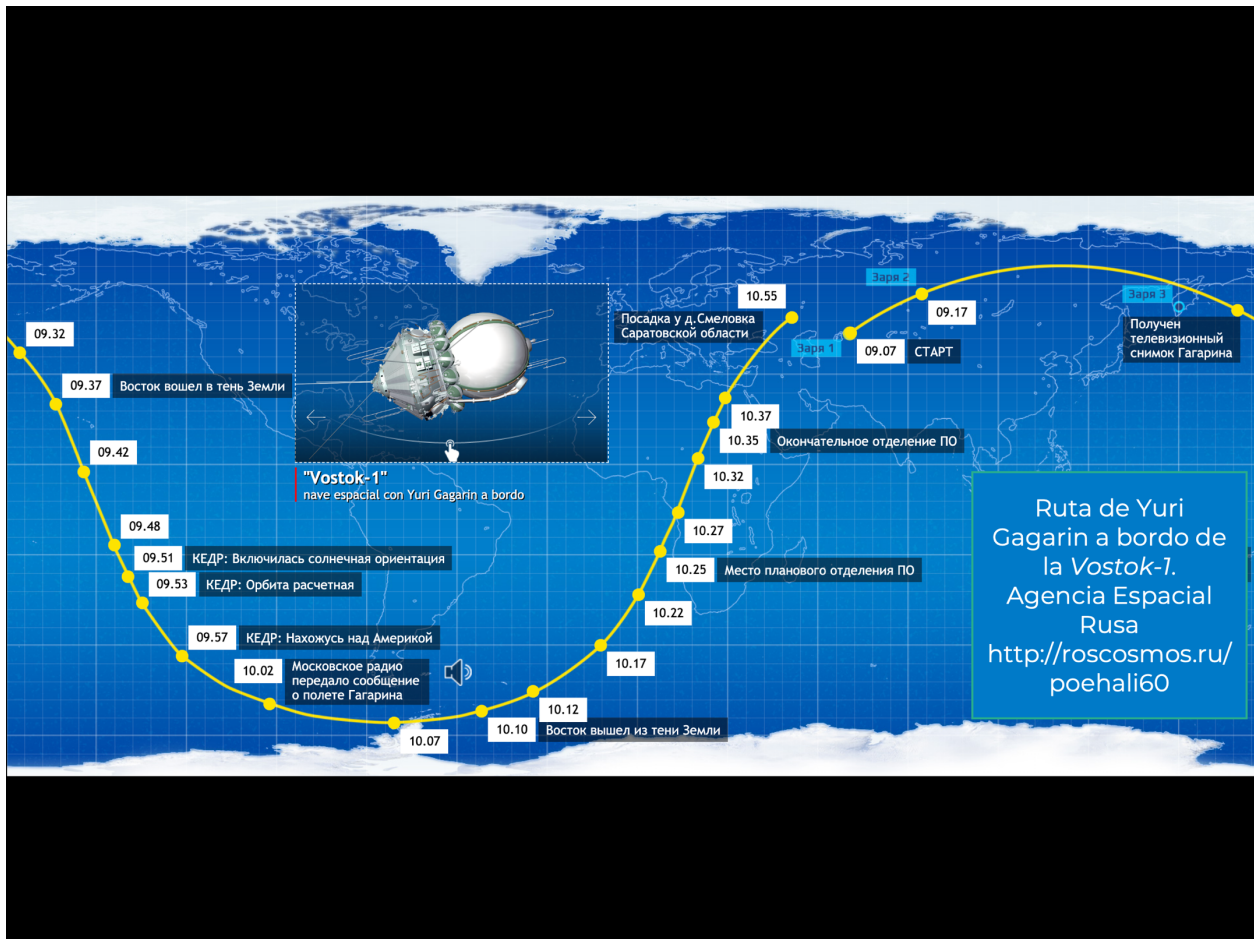 09.32
09.37
Восток вошел в тень Земли
09.42
09.48
09.51
КЕДР: Включилась солнечная ориентация
09.53
КЕДР: Орбита расчетная
09.57
КЕДР: Нахожусь над Америкой
10.02
Московское радио
передало сообщение
о полете Гагарина
10.07
10.10
Восток вышел из тени Земли
10.12
10.17
10.22
10.25
Место планового отделения ПО
10.27
10.32
10.35
Окончательное отделение ПО
10.37
10.55
Посадка у д.Смеловка
Саратовской области
Заря 1
09.07
СТАРТ
Заря 2
09.17
Заря 3
Получен
телевизионный
снимок Гагарина
"Vostok-1"
nave espacial con Yuri Gagarin a bordo
Ruta de Yuri
Gagarin a bordo de
la Vostok-1.
Agencia Espacial
Rusa
http://roscosmos.ru/
poehali60